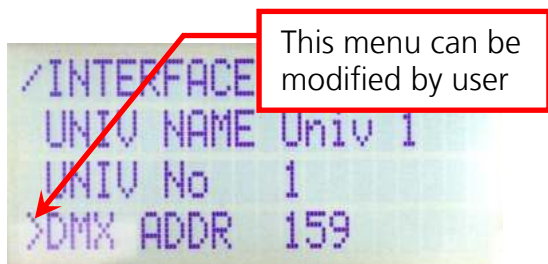 This menu can be
modified by user
/INTERFACE
UNIV NAME Univ 1
UNIV No 1
>DMX ADDR 159